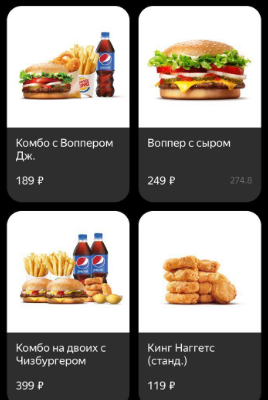 Комбо с Воппером
Дж.
189 ₽
Воппер с сыром
249 ₽
274.8
Комбо на двоих с
Чизбургером
399 ₽
Кинг Наггетс
(станд.)
119 ₽